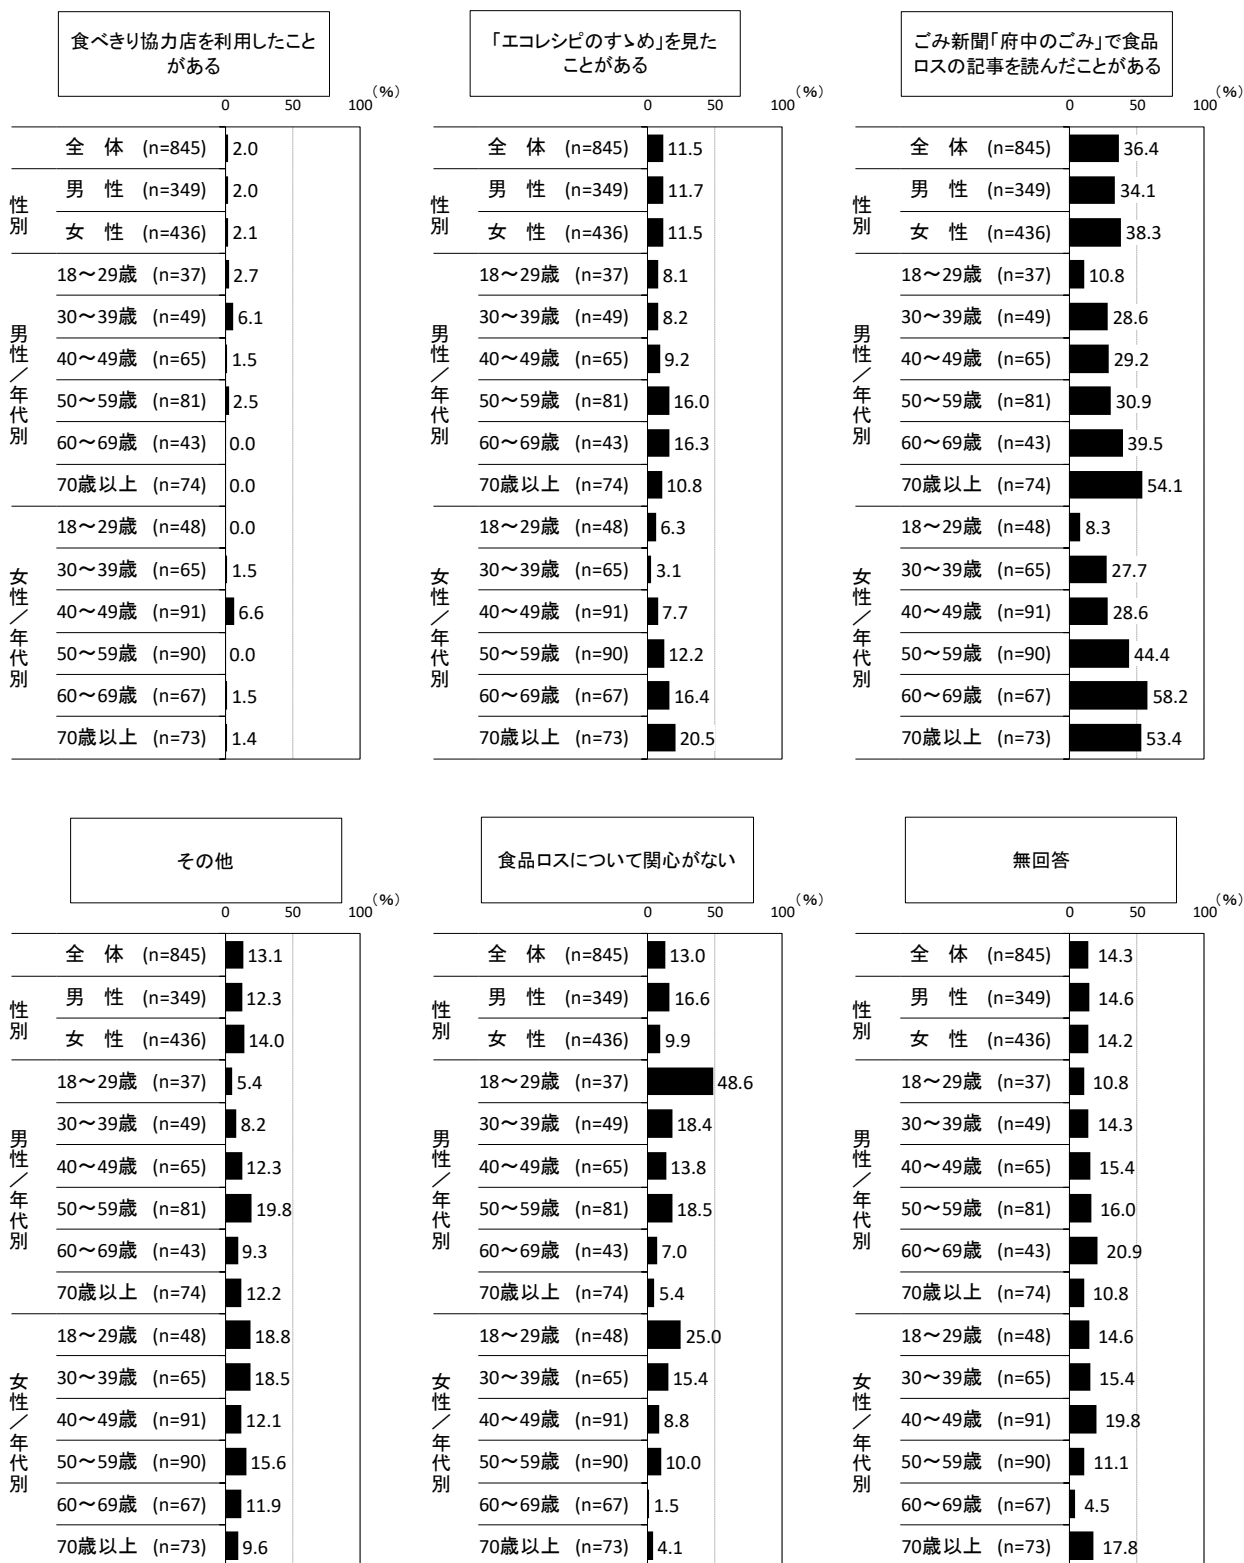 食べきり協力店を利用したこと
がある
「エコレシピのすゝめ」を見た
ことがある
ごみ新聞「府中のごみ」で食品
ロスの記事を読んだことがある
0 50 100(%)
0 50 100(%)
0 50 100(%)
全 体 (n=845) 2.0
男 性 (n=349) 2.0
女 性 (n=436) 2.1
18～29歳 (n=37) 2.7
30～39歳 (n=49) 6.1
40～49歳 (n=65) 1.5
50～59歳 (n=81) 2.5
60～69歳 (n=43) 0.0
70歳以上 (n=74) 0.0
18～29歳 (n=48) 0.0
30～39歳 (n=65) 1.5
40～49歳 (n=91) 6.6
50～59歳 (n=90) 0.0
60～69歳 (n=67) 1.5
70歳以上 (n=73) 1.4
性別
男性／年代別
女性／年代別
全 体 (n=845) 11.5
男 性 (n=349) 11.7
女 性 (n=436) 11.5
18～29歳 (n=37) 8.1
30～39歳 (n=49) 8.2
40～49歳 (n=65) 9.2
50～59歳 (n=81) 16.0
60～69歳 (n=43) 16.3
70歳以上 (n=74) 10.8
18～29歳 (n=48) 6.3
30～39歳 (n=65) 3.1
40～49歳 (n=91) 7.7
50～59歳 (n=90) 12.2
60～69歳 (n=67) 16.4
70歳以上 (n=73) 20.5
性別
男性／年代別
女性／年代別
全 体 (n=845) 36.4
男 性 (n=349) 34.1
女 性 (n=436) 38.3
18～29歳 (n=37) 10.8
30～39歳 (n=49) 28.6
40～49歳 (n=65) 29.2
50～59歳 (n=81) 30.9
60～69歳 (n=43) 39.5
70歳以上 (n=74) 54.1
18～29歳 (n=48) 8.3
30～39歳 (n=65) 27.7
40～49歳 (n=91) 28.6
50～59歳 (n=90) 44.4
60～69歳 (n=67) 58.2
70歳以上 (n=73) 53.4
性別
男性／年代別
女性／年代別
その他
食品ロスについて関心がない
無回答
0 50 100(%)
0 50 100(%)
0 50 100(%)
全 体 (n=845) 13.1
男 性 (n=349) 12.3
女 性 (n=436) 14.0
18～29歳 (n=37) 5.4
30～39歳 (n=49) 8.2
40～49歳 (n=65) 12.3
50～59歳 (n=81) 19.8
60～69歳 (n=43) 9.3
70歳以上 (n=74) 12.2
18～29歳 (n=48) 18.8
30～39歳 (n=65) 18.5
40～49歳 (n=91) 12.1
50～59歳 (n=90) 15.6
60～69歳 (n=67) 11.9
70歳以上 (n=73) 9.6
性別
男性／年代別
女性／年代別
全 体 (n=845) 13.0
男 性 (n=349) 16.6
女 性 (n=436) 9.9
18～29歳 (n=37) 48.6
30～39歳 (n=49) 18.4
40～49歳 (n=65) 13.8
50～59歳 (n=81) 18.5
60～69歳 (n=43) 7.0
70歳以上 (n=74) 5.4
18～29歳 (n=48) 25.0
30～39歳 (n=65) 15.4
40～49歳 (n=91) 8.8
50～59歳 (n=90) 10.0
60～69歳 (n=67) 1.5
70歳以上 (n=73) 4.1
性別
男性／年代別
女性／年代別
全 体 (n=845) 14.3
男 性 (n=349) 14.6
女 性 (n=436) 14.2
18～29歳 (n=37) 10.8
30～39歳 (n=49) 14.3
40～49歳 (n=65) 15.4
50～59歳 (n=81) 16.0
60～69歳 (n=43) 20.9
70歳以上 (n=74) 10.8
18～29歳 (n=48) 14.6
30～39歳 (n=65) 15.4
40～49歳 (n=91) 19.8
50～59歳 (n=90) 11.1
60～69歳 (n=67) 4.5
70歳以上 (n=73) 17.8
性別
男性／年代別
女性／年代別